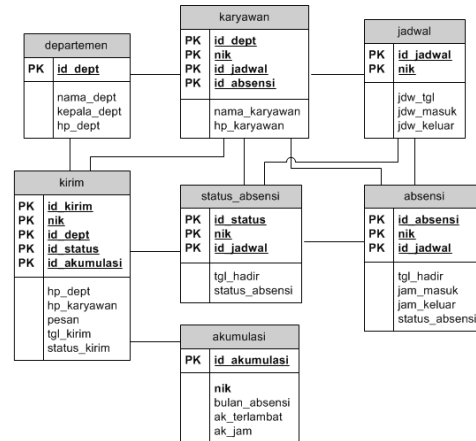 departemen
PK id_dept
nama_dept
kepala_dept
hp_dept
karyawan
PK id_dept
PK nik
PK id_jadwal
PK id_absensi
nama_karyawan
hp_karyawan
jadwal
PK id_jadwal
PK nik
jdw_tgl
jdw_masuk
jdw_keluar
kirim
PK id_kirim
PK nik
PK id_dept
PK id_status
PK id_akumulasi
hp_dept
hp_karyawan
pesan
tgl_kirim
status_kirim
status_absensi
PK id_status
PK nik
PK id_jadwal
tgl_hadir
status_absensi
absensi
PK id_absensi
PK nik
PK id_jadwal
tgl_hadir
jam_masuk
jam_keluar
status_absensi
akumulasi
PK id_akumulasi
nik
bulan_absensi
ak_terlambat
ak_jam